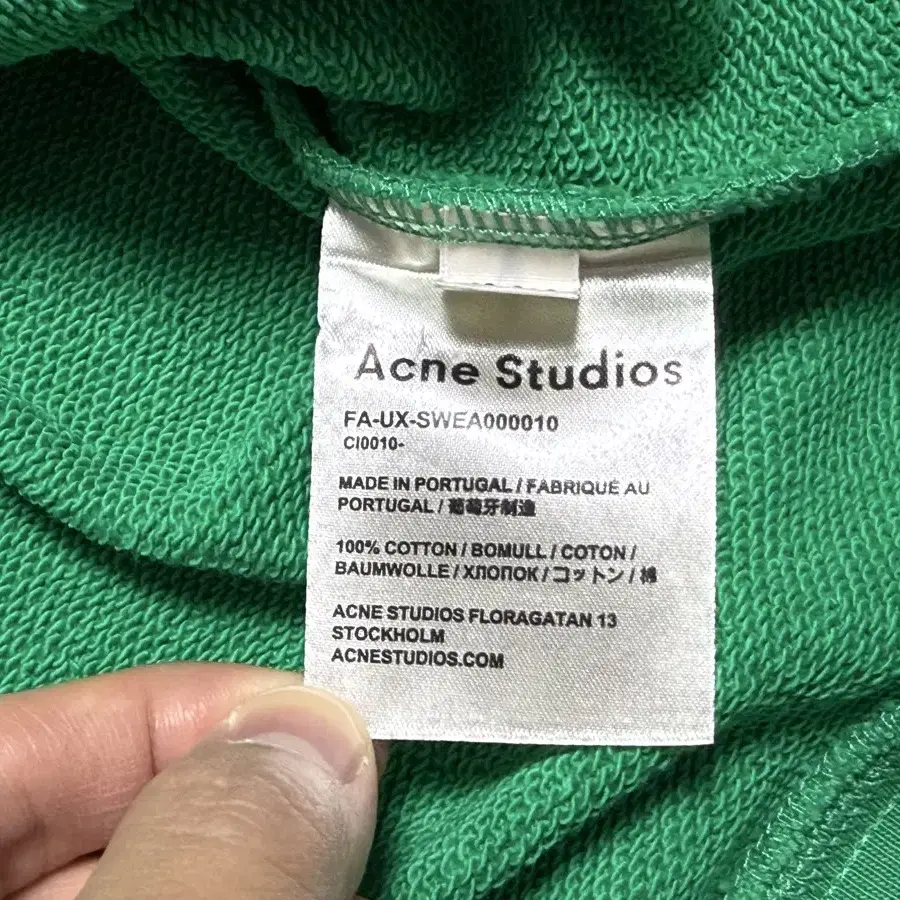 Acne Studios
FA-UX-SWEA000010
CI0010-
MADE IN PORTUGAL / FABRIQUÉ AU
PORTUGAL / 葡萄牙制造
100% COTTON / BOMULL / COTON /
BAUMWOLLE / ХЛОПОК / コットン / 棉
ACNE STUDIOS FLORAGATAN 13
STOCKHOLM
ACNESTUDIOS.COM